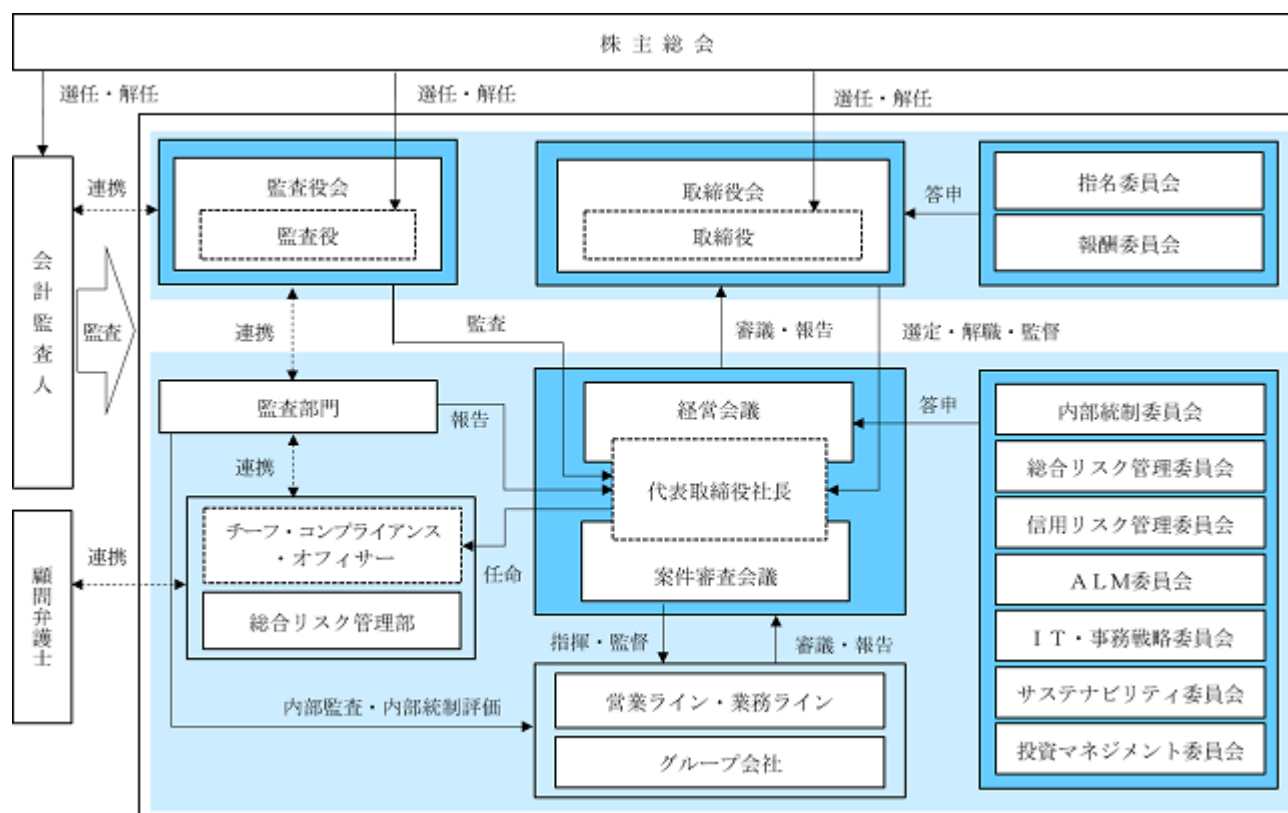 株主総会
選任・解任
選任・解任
選任・解任
監査役会
監査役
取締役会
取締役
指名委員会
報酬委員会
連携
答申
会計監査人
監査
連携
監査
審議・報告
選定・解職・監督
監査部門
報告
経営会議
代表取締役社長
案件審査会議
答申
内部統制委員会
総合リスク管理委員会
信用リスク管理委員会
ALM委員会
IT・事務戦略委員会
サステナビリティ委員会
投資マネジメント委員会
連携
チーフ・コンプライアンス
・オフィサー
総合リスク管理部
任命
連携
顧問弁護士
指揮・監督
審議・報告
内部監査・内部統制評価
営業ライン・業務ライン
グループ会社